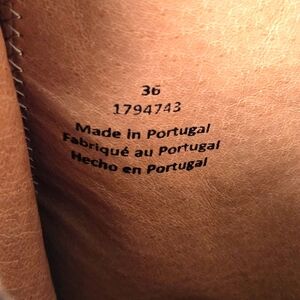 36
1794743
Made in Portugal
Fabriqué au Portugal
Hecho en Portugal